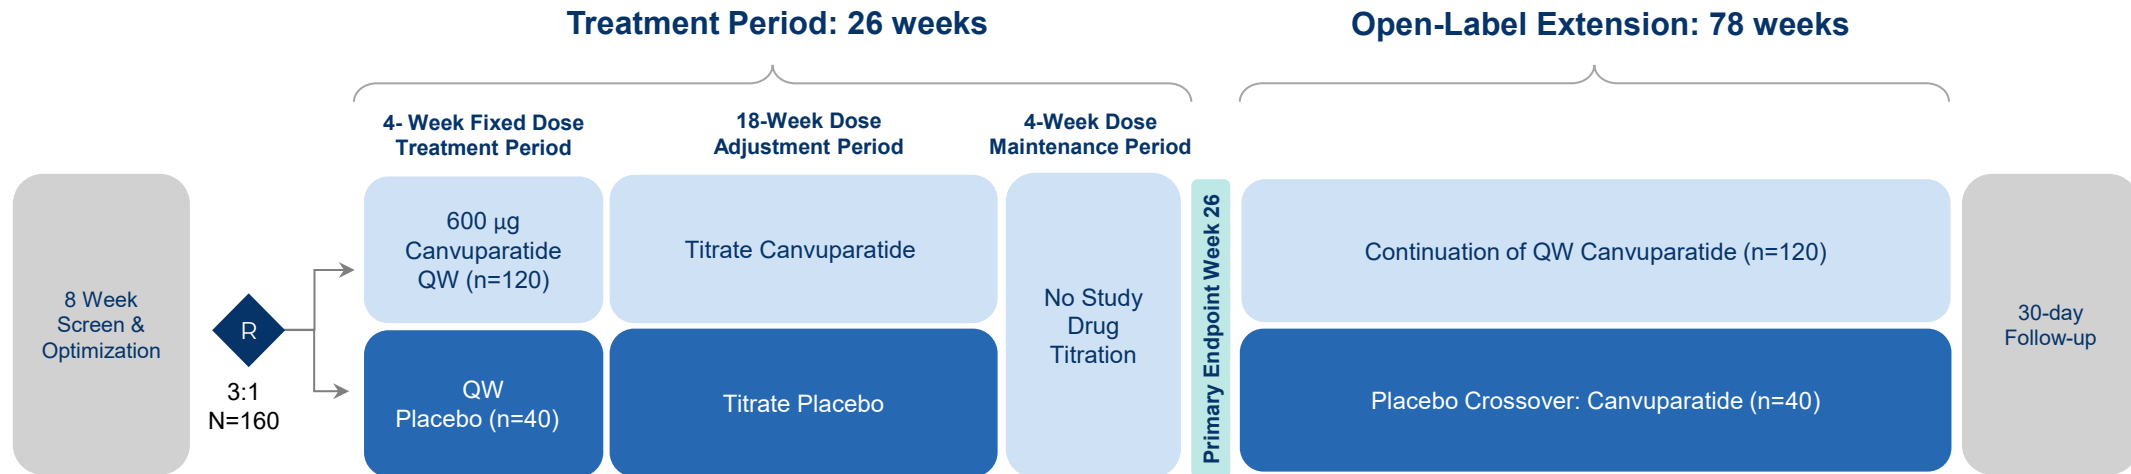 Treatment Period: 26 weeks
Open-Label Extension: 78 weeks
4- Week Fixed Dose
Treatment Period
18-Week Dose
Adjustment Period
4-Week Dose
Maintenance Period
8 Week
Screen &
Optimization
R
3:1
N=160
600 µg
Canvuparatide
QW (n=120)
Titrate Canvuparatide
QW
Placebo (n=40)
Titrate Placebo
No Study
Drug
Titration
Primary Endpoint Week 26
Continuation of QW Canvuparatide (n=120)
Placebo Crossover: Canvuparatide (n=40)
30-day
Follow-up